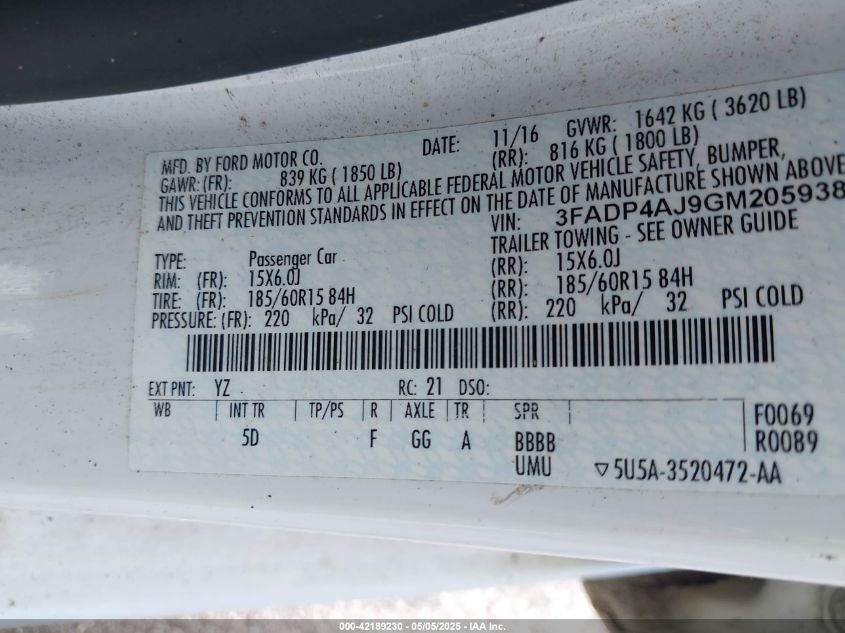 MFD. BY FORD MOTOR CO. DATE: 11/16 GVWR: 1642 KG ( 3620 LB)
GAWR: (FR): 839 KG ( 1850 LB) (RR): 816 KG ( 1800 LB)
THIS VEHICLE CONFORMS TO ALL APPLICABLE FEDERAL MOTOR VEHICLE SAFETY, BUMPER,
AND THEFT PREVENTION STANDARDS IN EFFECT ON THE DATE OF MANUFACTURE SHOWN ABOVE
VIN: 3FADP4AJ9GM205938
TRAILER TOWING - SEE OWNER GUIDE
TYPE: Passenger Car
RIM: (FR): 15X6.0J (RR): 15X6.0J
TIRE: (FR): 185/60R15 84H (RR): 185/60R15 84H
PRESSURE: (FR): 220 kPa/ 32 PSI COLD (RR): 220 kPa/ 32 PSI COLD
EXT PNT: YZ RC: 21 DSO:
WB INT TR TP/PS R AXLE TR SPR F0069
5D F GG A BBBB R0089
UMU ▽5U5A-3520472-AA
000-42189230 - 05/05/2025 - IAA Inc.